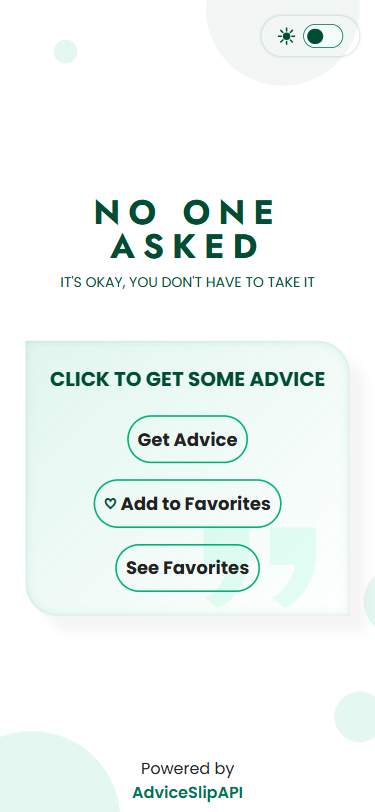 NO ONE
ASKED
IT'S OKAY, YOU DON'T HAVE TO TAKE IT
CLICK TO GET SOME ADVICE
Get Advice
♡ Add to Favorites
See Favorites
Powered by
AdviceSlipAPI